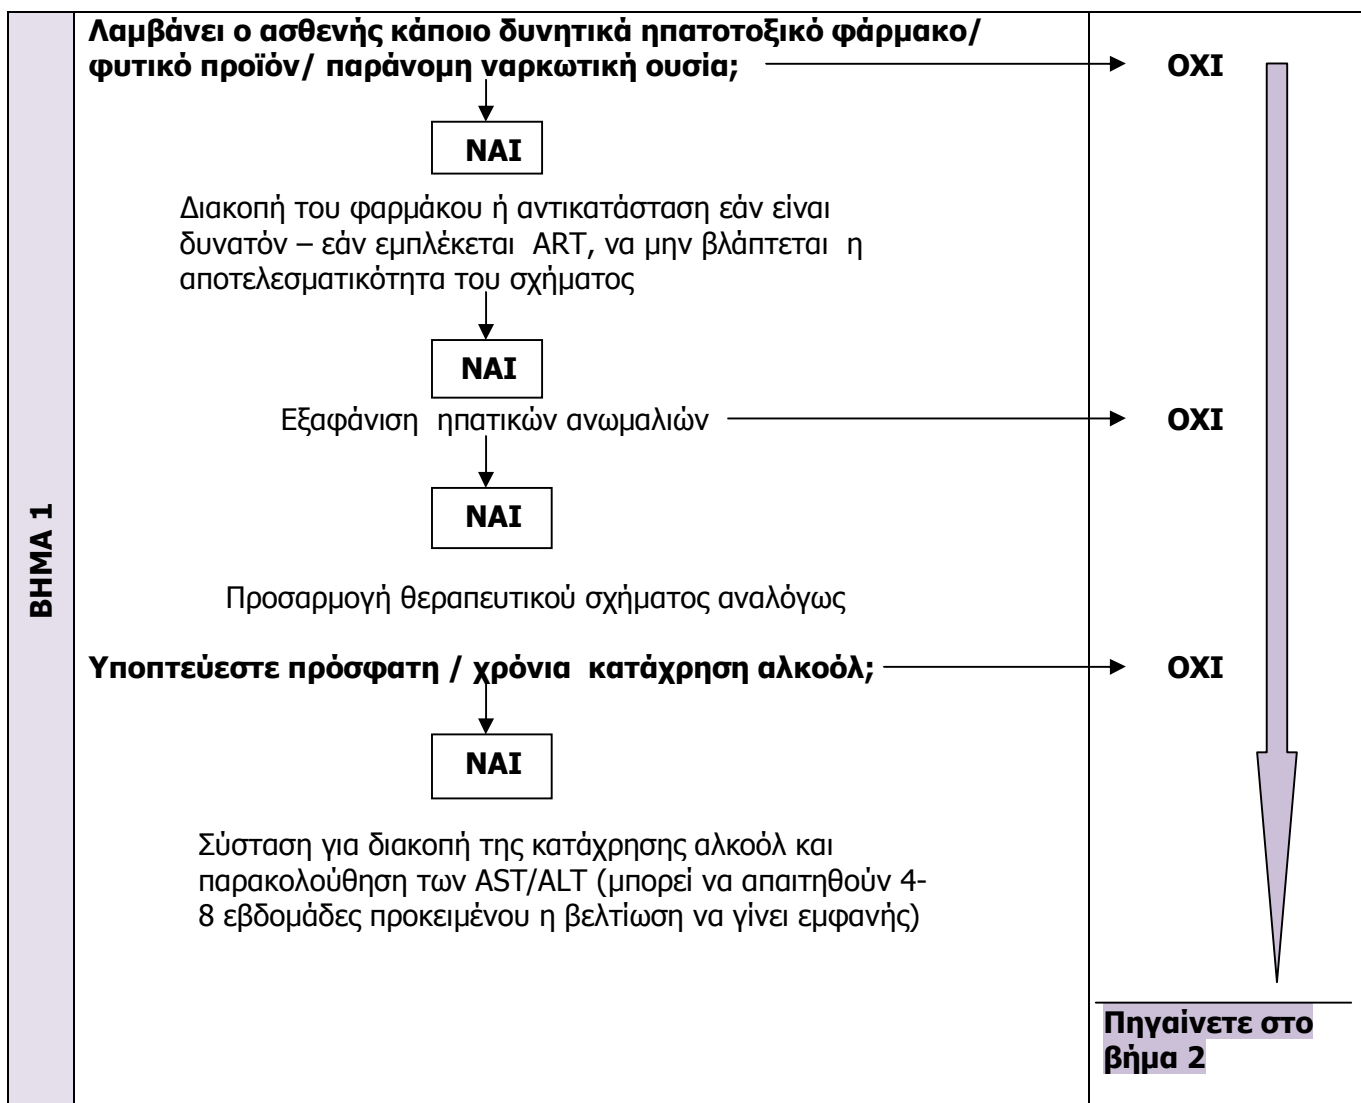 Λαμβάνει ο ασθενής κάποιο δυνητικά ηπατοτοξικό φάρμακο/
φυτικό προϊόν/ παράνομη ναρκωτική ουσία;
ΟΧΙ
ΝΑΙ
Διακοπή του φαρμάκου ή αντικατάσταση εάν είναι
δυνατόν – εάν εμπλέκεται ART, να μην βλάπτεται η
αποτελεσματικότητα του σχήματος
ΝΑΙ
Εξαφάνιση ηπατικών ανωμαλιών
ΟΧΙ
ΝΑΙ
Προσαρμογή θεραπευτικού σχήματος αναλόγως
Υποπτεύεστε πρόσφατη / χρόνια κατάχρηση αλκοόλ;
ΟΧΙ
ΝΑΙ
Σύσταση για διακοπή της κατάχρησης αλκοόλ και
παρακολούθηση των AST/ALT (μπορεί να απαιτηθούν 4-
8 εβδομάδες προκειμένου η βελτίωση να γίνει εμφανής)
Πηγαίνετε στο
βήμα 2
ΒΗΜΑ 1